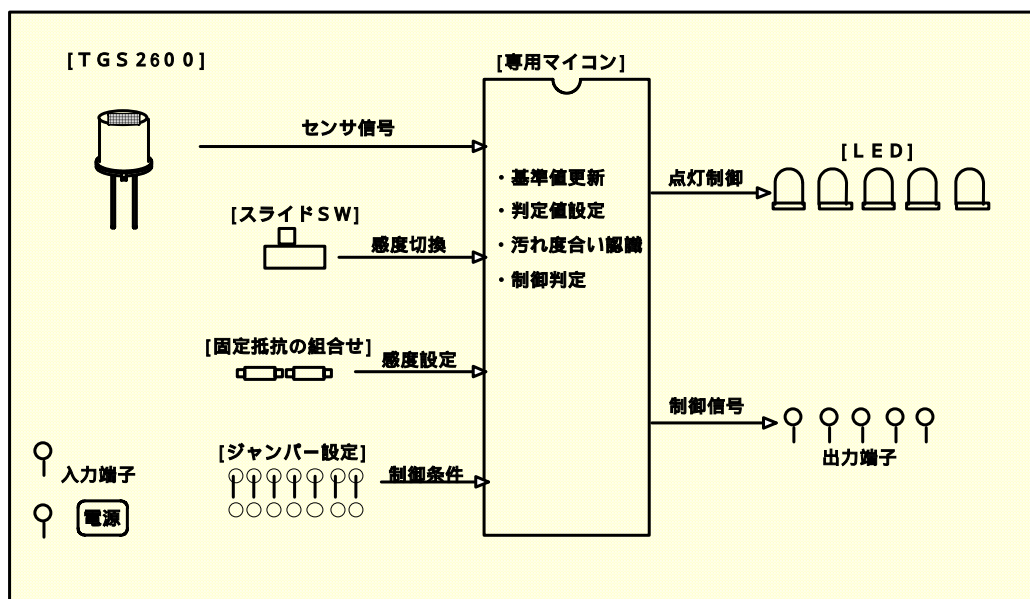 [TGS2600]
[専用マイコン]
センサ信号
[LED]
・基準値更新
点灯制御
[スライドSW]
・判定値設定
感度切換
・汚れ度合い認識
・制御判定
[固定抵抗の組合せ]
感度設定
制御信号
[ジャンパー設定]
出力端子
入力端子
制御条件
電源